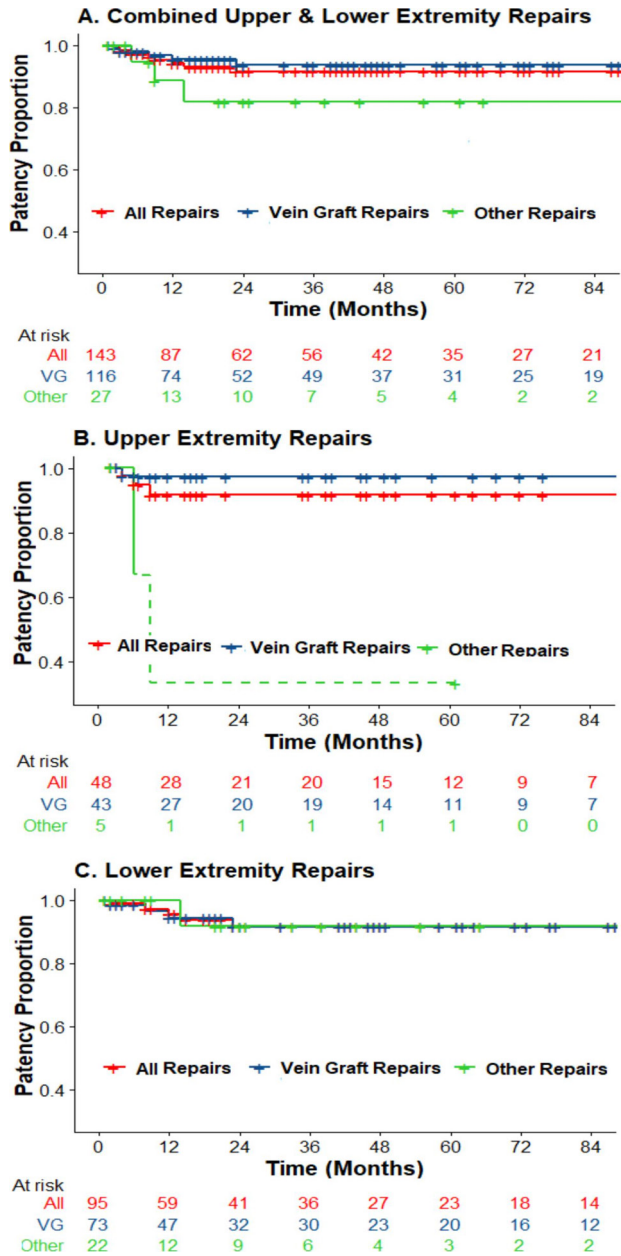 A. Combined Upper & Lower Extremity Repairs
Patency Proportion
1.0
0.8
0.6
0.4
All Repairs Vein Graft Repairs Other Repairs
0 12 24 36 48 60 72 84
Time (Months)
At risk
All 143 87 62 56 42 35 27 21
VG 116 74 52 49 37 31 25 19
Other 27 13 10 7 5 4 2 2
B. Upper Extremity Repairs
Patency Proportion
1.0
0.8
0.6
0.4
All Repairs Vein Graft Repairs Other Repairs
0 12 24 36 48 60 72 84
Time (Months)
At risk
All 48 28 21 20 15 12 9 7
VG 43 27 20 19 14 11 9 7
Other 5 1 1 1 1 1 0 0
C. Lower Extremity Repairs
Patency Proportion
1.0
0.8
0.6
0.4
All Repairs Vein Graft Repairs Other Repairs
0 12 24 36 48 60 72 84
Time (Months)
At risk
All 95 59 41 36 27 23 18 14
VG 73 47 32 30 23 20 16 12
Other 22 12 9 6 4 3 2 2